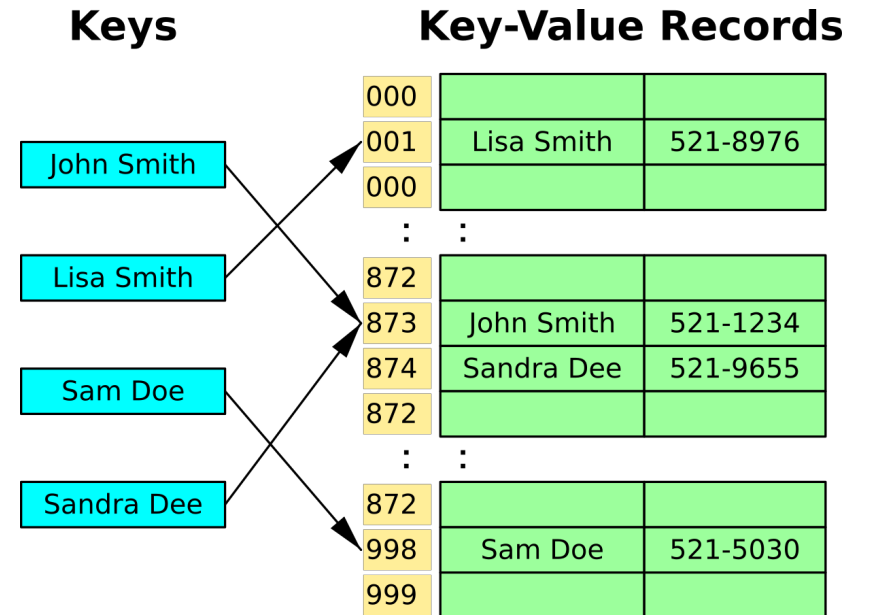 Keys
Key-Value Records
John Smith
Lisa Smith
Sam Doe
Sandra Dee
000
001 Lisa Smith 521-8976
000
: :
872
873 John Smith 521-1234
874 Sandra Dee 521-9655
872
: :
872
998 Sam Doe 521-5030
999